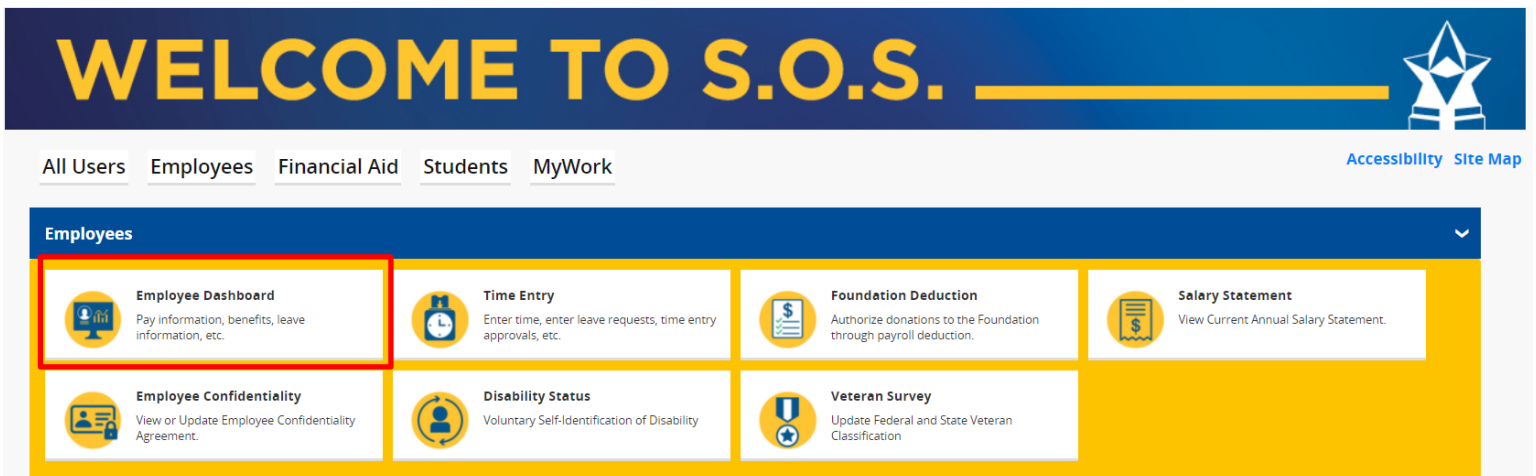 WELCOME TO S.O.S.
All Users Employees Financial Aid Students MyWork
Accessibility Site Map
Employees
Employee Dashboard
Pay information, benefits, leave
information, etc.
Time Entry
Enter time, enter leave requests, time entry
approvals, etc.
Foundation Deduction
Authorize donations to the Foundation
through payroll deduction.
Salary Statement
View Current Annual Salary Statement.
Employee Confidentiality
View or Update Employee Confidentiality
Agreement.
Disability Status
Voluntary Self-Identification of Disability
Veteran Survey
Update Federal and State Veteran
Classification